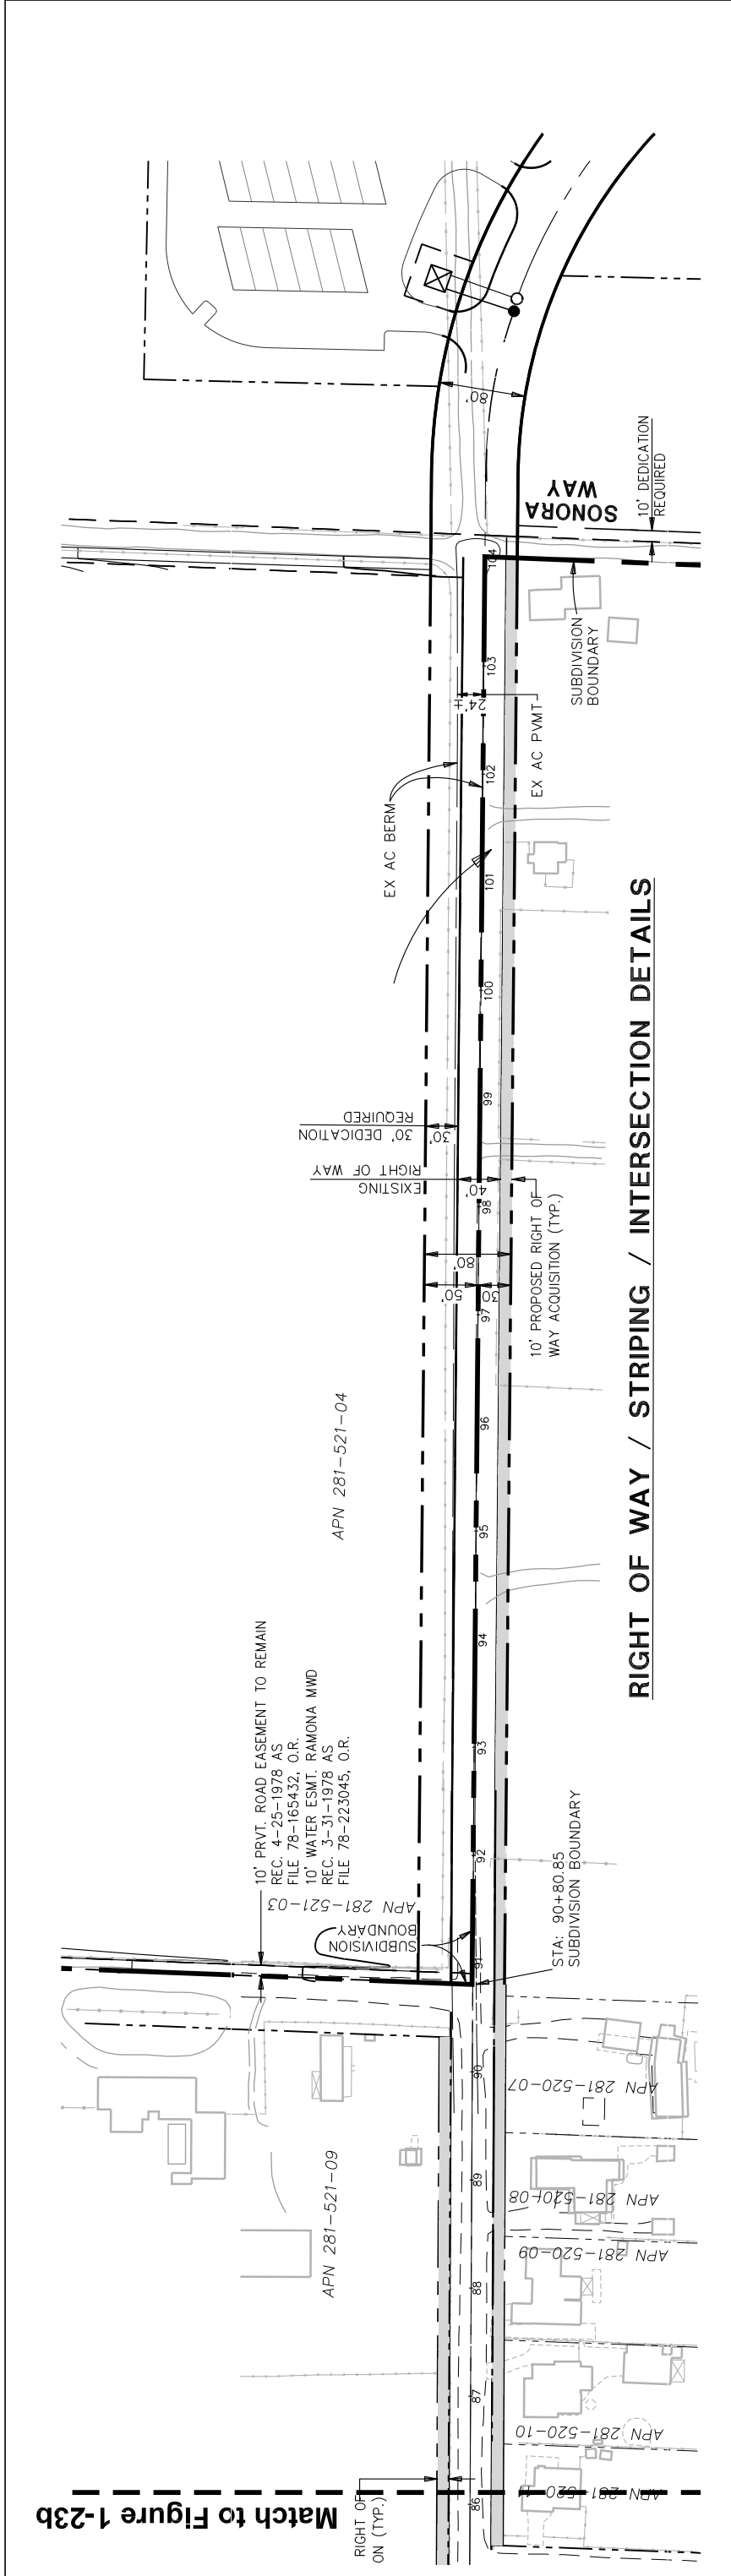 80'
SONORA
WAY
10' DEDICATION
REQUIRED
104
SUBDIVISION
BOUNDARY
103
24'±
EX AC PVMT
102
EX AC BERM
101
100
99
30' DEDICATION
REQUIRED
30'
EXISTING
RIGHT OF WAY
40'
98
10' PROPOSED RIGHT OF
WAY ACQUISITION (TYP.)
80'
50'
30'
97
APN 281-521-04
96
95
94
93
92
91
RIGHT OF WAY / STRIPING / INTERSECTION DETAILS
10' PRVT. ROAD EASEMENT TO REMAIN
REC. 4-25-1978 AS
FILE 78-165432, O.R.
10' WATER ESMT. RAMONA MWD
REC. 3-31-1978 AS
FILE 78-223045, O.R.
APN 281-521-03
SUBDIVISION
BOUNDARY
STA: 90+80.85
SUBDIVISION BOUNDARY
90
APN 281-520-07
89
APN 281-520-08
APN 281-521-09
88
APN 281-520-09
87
APN 281-520-10
86
APN 281-520-11
RIGHT OF
ON (TYP.)
Match to Figure 1-23b